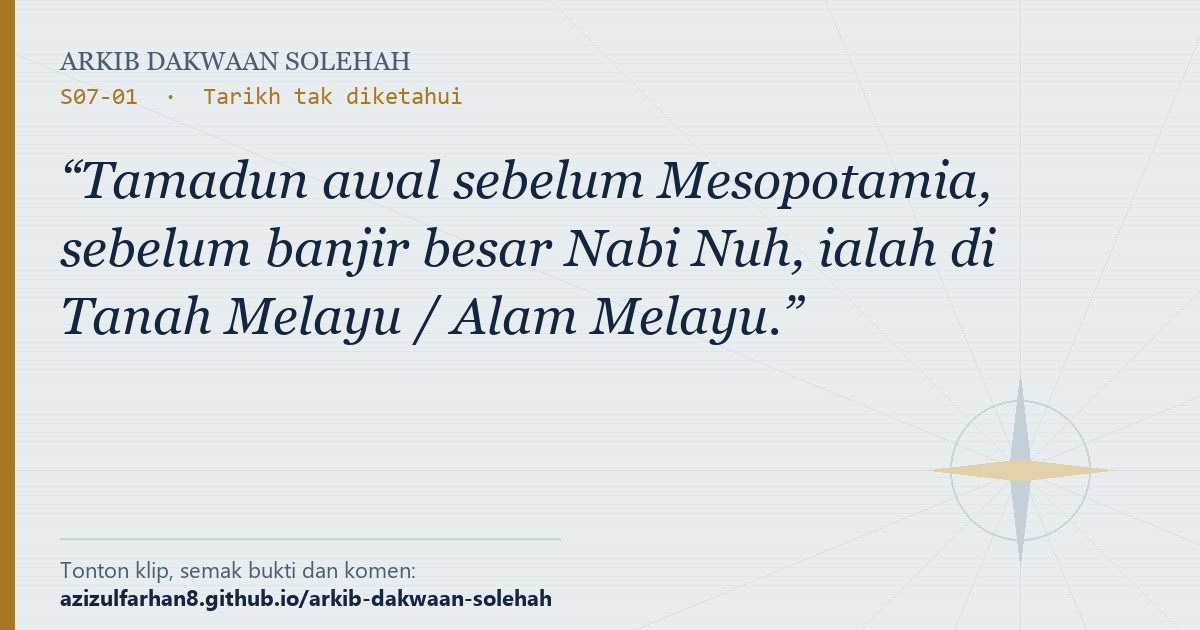 ARKIB DAKWAAN SOLEHAH
S07-01 · Tarikh tak diketahui
“Tamadun awal sebelum Mesopotamia,
sebelum banjir besar Nabi Nuh, ialah di
Tanah Melayu / Alam Melayu.”
Tonton klip, semak bukti dan komen:
azizulfarhan8.github.io/arkib-dakwaan-solehah